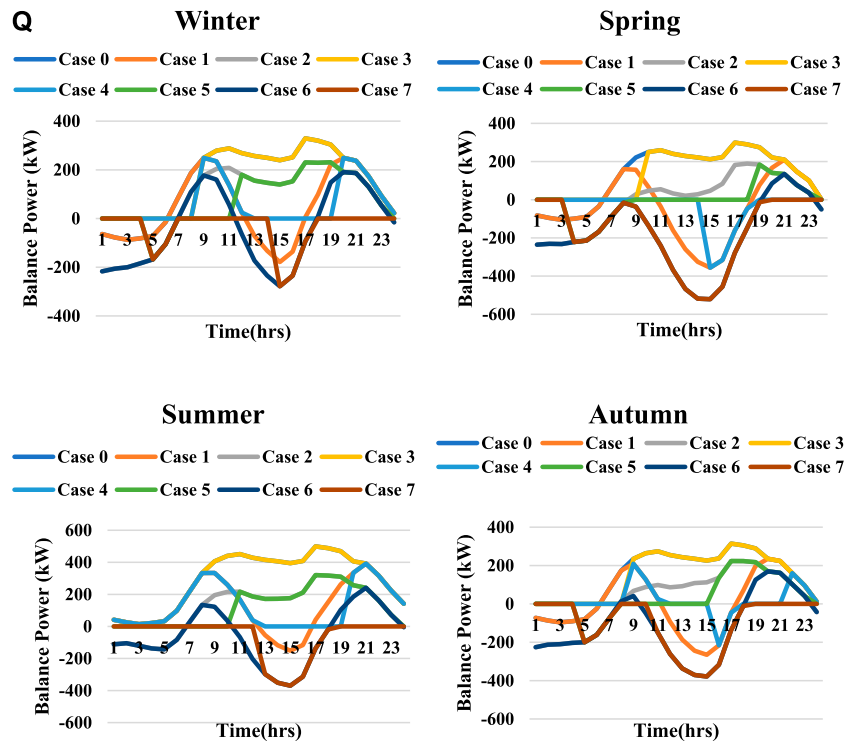 Q
Winter
Case 0 Case 1 Case 2 Case 3
Case 4 Case 5 Case 6 Case 7
Balance Power (kW)
400
200
0
-200
-400
1 3 5 7 9 11 13 15 17 19 21 23
Time(hrs)
Spring
Case 0 Case 1 Case 2 Case 3
Case 4 Case 5 Case 6 Case 7
Balance Power (kW)
400
200
0
-200
-400
-600
1 3 5 7 9 11 13 15 17 19 21 23
Time(hrs)
Summer
Case 0 Case 1 Case 2 Case 3
Case 4 Case 5 Case 6 Case 7
Balance Power (kW)
600
400
200
0
-200
-400
-600
1 3 5 7 9 11 13 15 17 19 21 23
Time(hrs)
Autumn
Case 0 Case 1 Case 2 Case 3
Case 4 Case 5 Case 6 Case 7
Balance Power (kW)
400
200
0
-200
-400
-600
1 3 5 7 9 11 13 15 17 19 21 23
Time(hrs)